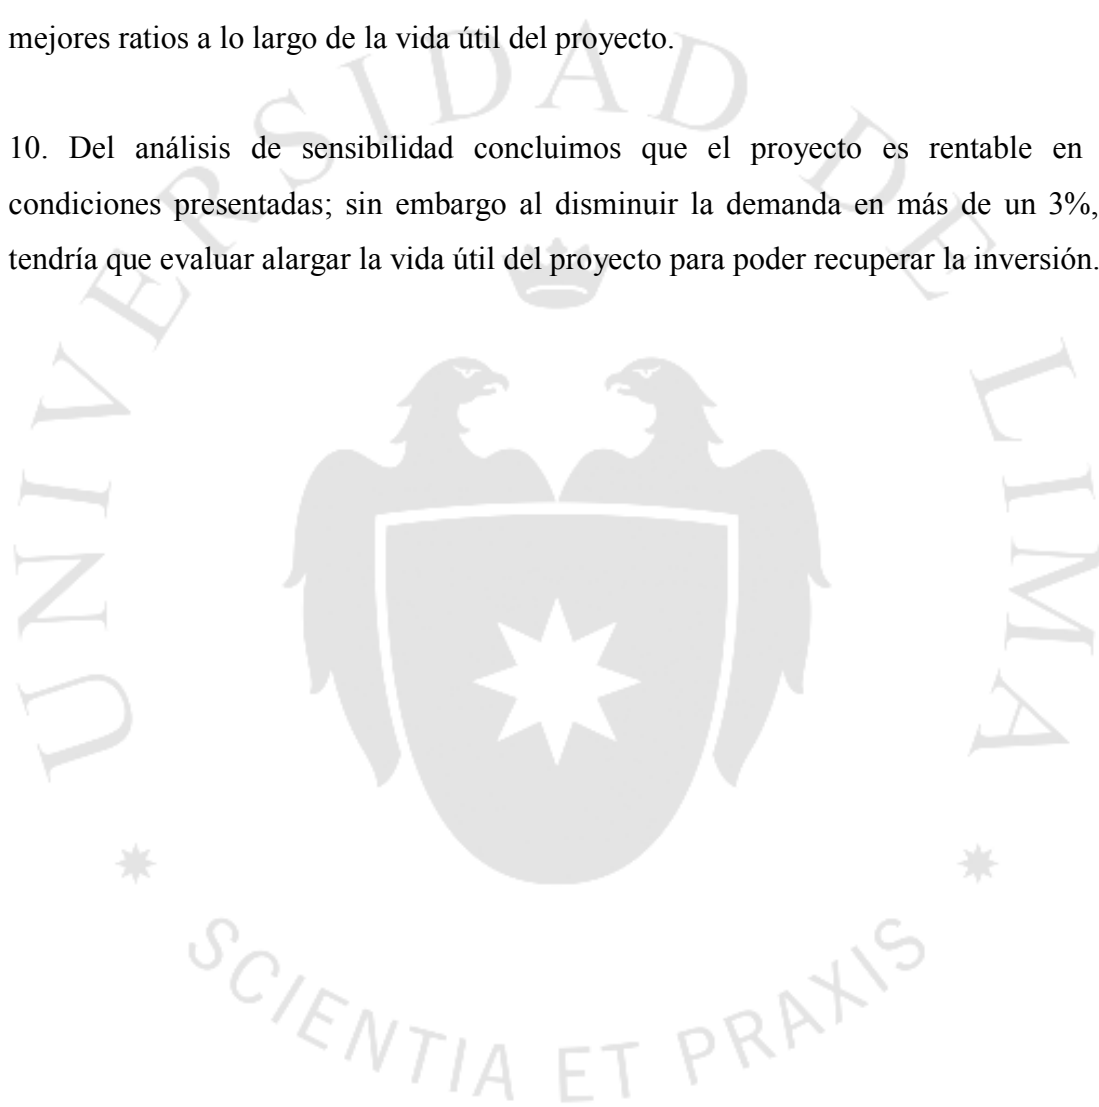 mejores ratios a lo largo de la vida útil del proyecto.
10. Del análisis de sensibilidad concluimos que el proyecto es rentable en
condiciones presentadas; sin embargo al disminuir la demanda en más de un 3%,
tendría que evaluar alargar la vida útil del proyecto para poder recuperar la inversión.
UNIVERSIDAD DE LIMA
SCIENTIA ET PRAXIS